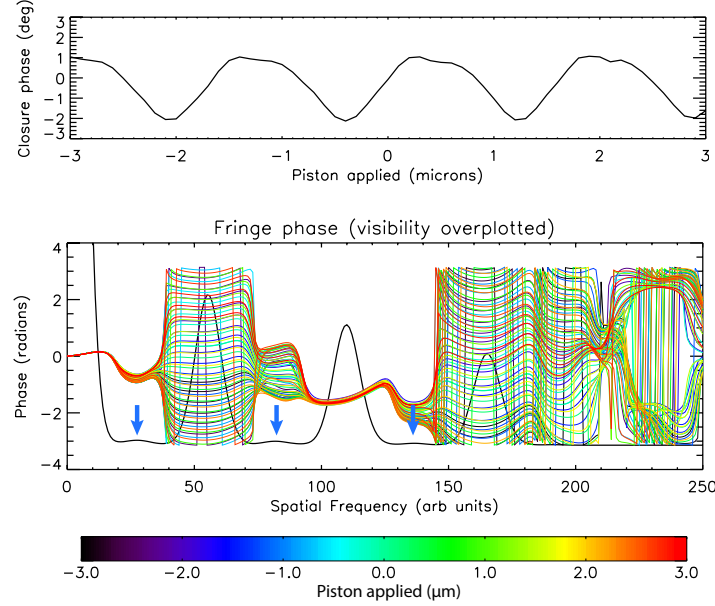 Closure phase (deg)
3
2
1
0
−1
−2
−3
−3 −2 −1 0 1 2 3
Piston applied (microns)
Fringe phase (visibility overplotted)
Phase (radians)
4
2
0
−2
−4
0 50 100 150 200 250
Spatial Frequency (arb units)
−3.0 −2.0 −1.0 0.0 1.0 2.0 3.0
Piston applied (μm)